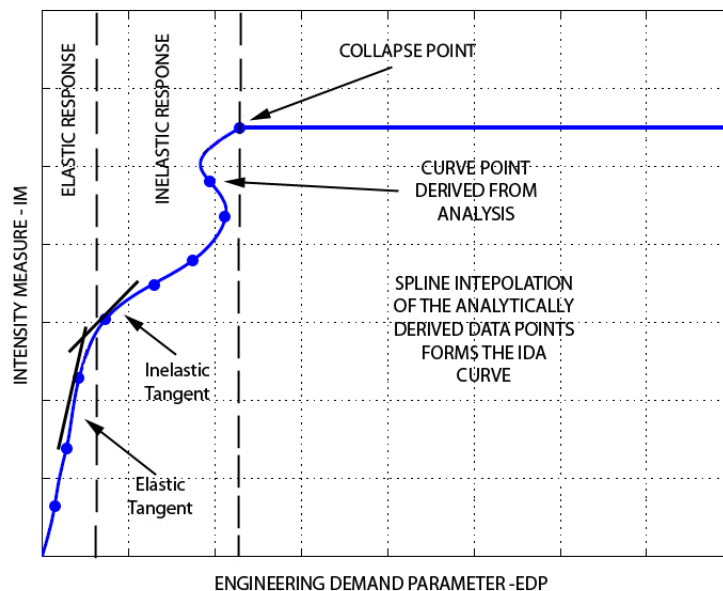 COLLAPSE POINT
ELASTIC RESPONSE
INELASTIC RESPONSE
CURVE POINT
DERIVED FROM
ANALYSIS
INTENSITY MEASURE - IM
SPLINE INTEPOLATION
OF THE ANALYTICALLY
DERIVED DATA POINTS
FORMS THE IDA
CURVE
Inelastic
Tangent
Elastic
Tangent
ENGINEERING DEMAND PARAMETER -EDP